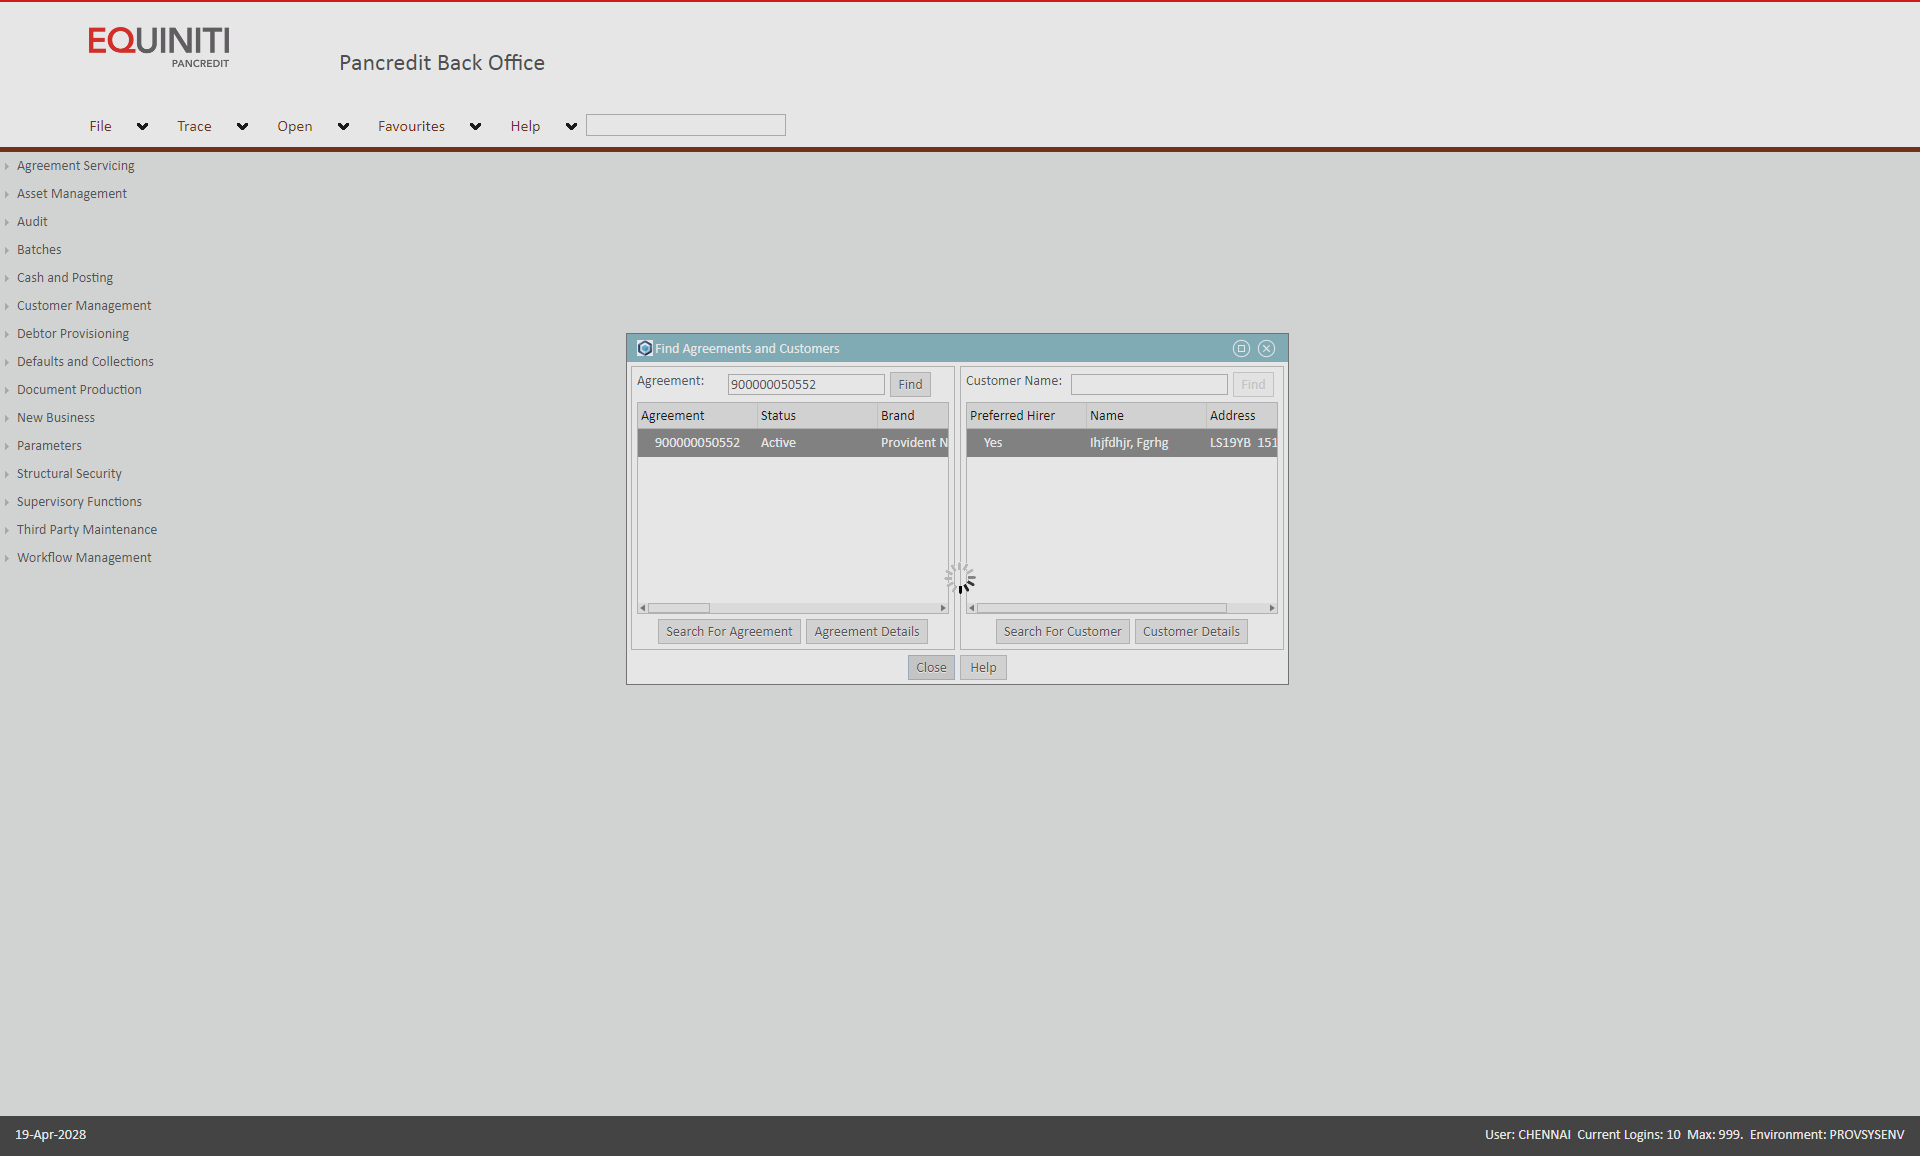 EQUINITI
PANCREDIT
Pancredit Back Office
File Trace Open Favourites Help
Agreement Servicing
Asset Management
Audit
Batches
Cash and Posting
Customer Management
Debtor Provisioning
Defaults and Collections
Document Production
New Business
Parameters
Structural Security
Supervisory Functions
Third Party Maintenance
Workflow Management
Find Agreements and Customers
Agreement: 900000050552 Find
Agreement Status Brand
900000050552 Active Provident N
Search For Agreement Agreement Details
Customer Name: Find
Preferred Hirer Name Address
Yes Ihjfdhjr, Fgrhg LS19YB 151
Search For Customer Customer Details
Close Help
19-Apr-2028
User: CHENNAI Current Logins: 10 Max: 999. Environment: PROVSYSENV